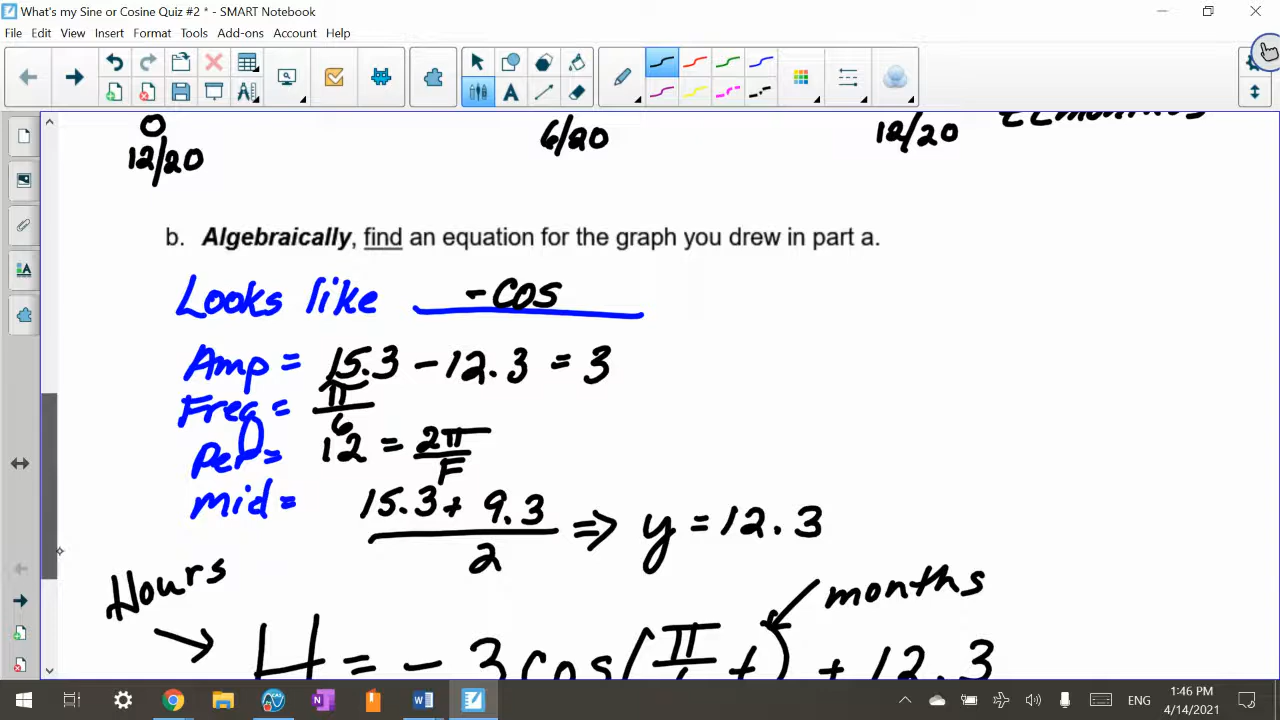 What's my Sine or Cosine Quiz #2 * - SMART Notebook
File Edit View Insert Format Tools Add-ons Account Help
0
12/20 6/20 12/20
b. Algebraically, find an equation for the graph you drew in part a.
Looks like -cos
Amp = 15.3 - 12.3 = 3
Freq = π/6
Per = 12 = 2π/F
mid = (15.3 + 9.3)/2 ⇒ y = 12.3
Hours months
H = -3cos(π/6 t) + 12.3
ENG
1:46 PM
4/14/2021